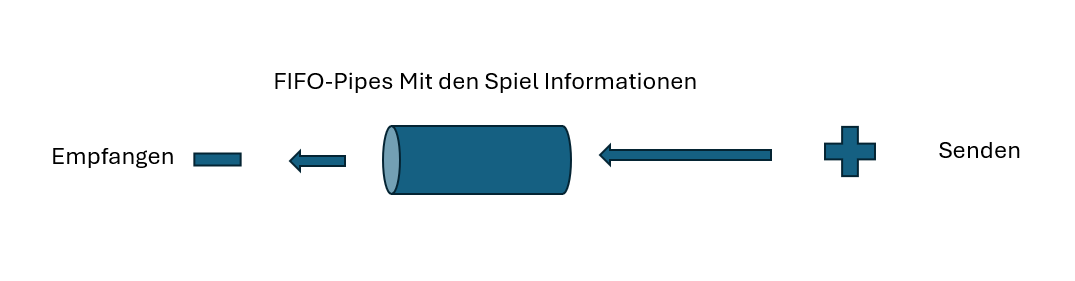 FIFO-Pipes Mit den Spiel Informationen
Empfangen
Senden